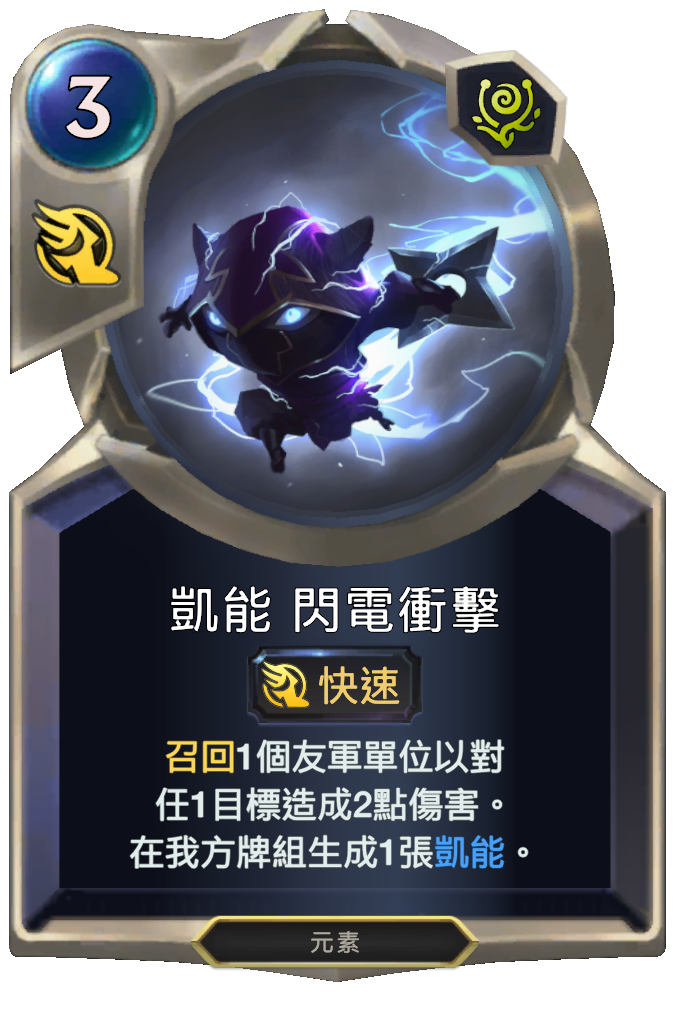 3
凱能 閃電衝擊
快速
召回1個友軍單位以對
任1目標造成2點傷害。
在我方牌組生成1張凱能。
元素